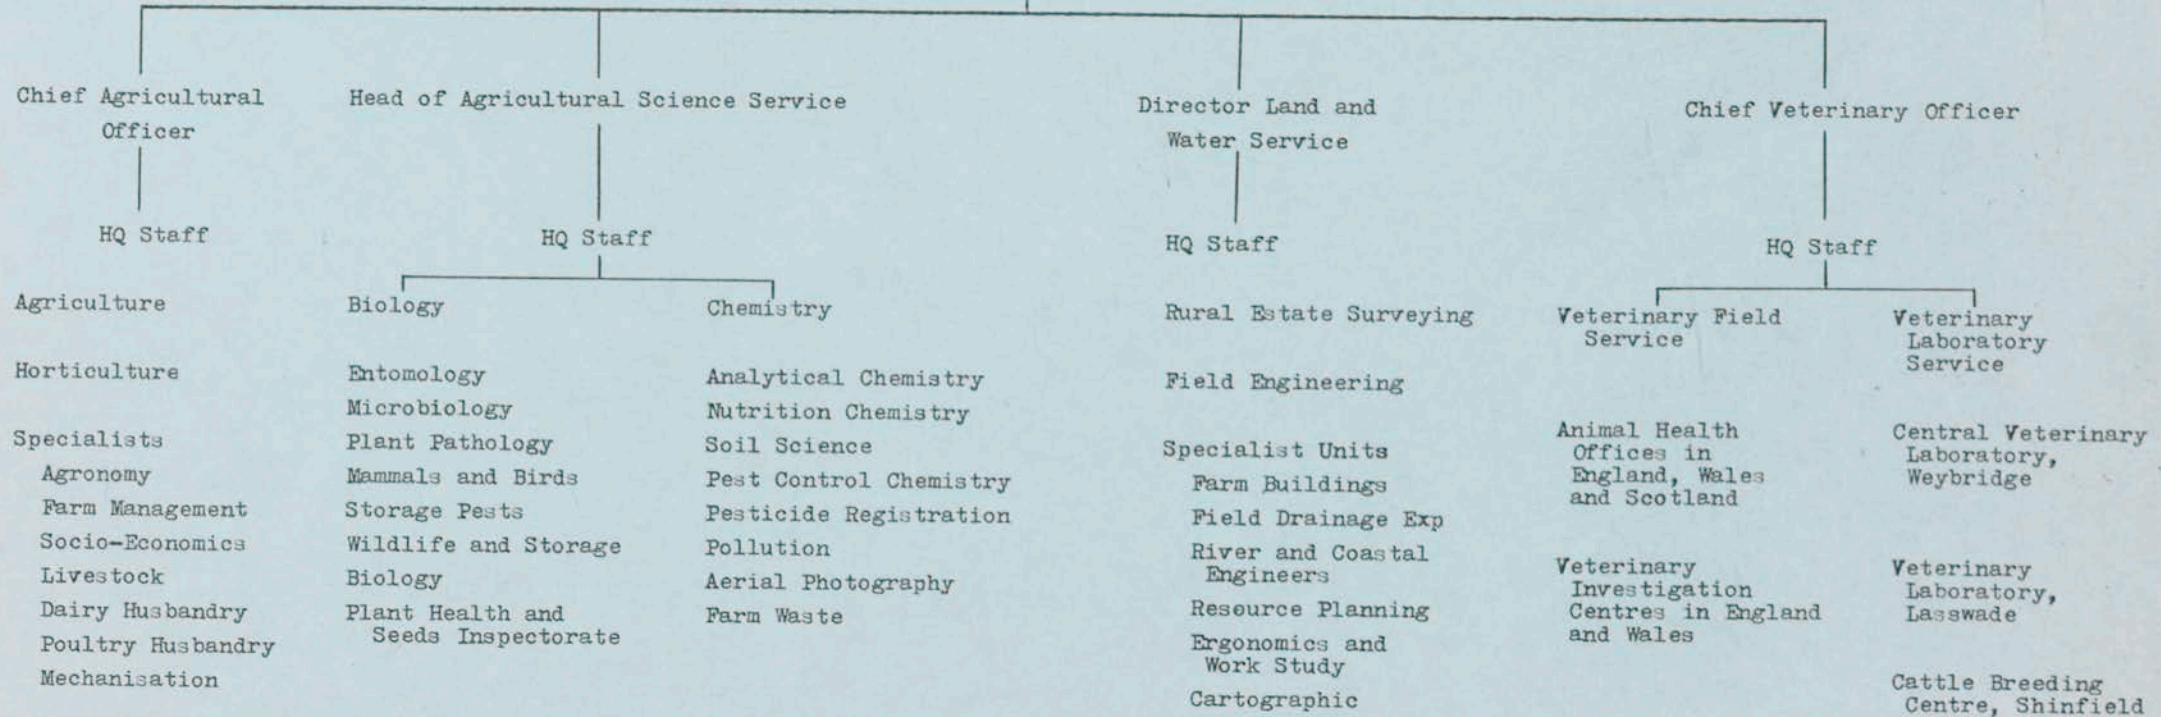 Chief Agricultural
Officer
HQ Staff
Agriculture
Horticulture
Specialists
Agronomy
Farm Management
Socio-Economics
Livestock
Dairy Husbandry
Poultry Husbandry
Mechanisation
Head of Agricultural Science Service
HQ Staff
Biology
Entomology
Microbiology
Plant Pathology
Mammals and Birds
Storage Pests
Wildlife and Storage
Biology
Plant Health and
Seeds Inspectorate
Chemistry
Analytical Chemistry
Nutrition Chemistry
Soil Science
Pest Control Chemistry
Pesticide Registration
Pollution
Aerial Photography
Farm Waste
Director Land and
Water Service
HQ Staff
Rural Estate Surveying
Field Engineering
Specialist Units
Farm Buildings
Field Drainage Exp
River and Coastal
Engineers
Resource Planning
Ergonomics and
Work Study
Cartographic
Chief Veterinary Officer
HQ Staff
Veterinary Field
Service
Animal Health
Offices in
England, Wales
and Scotland
Veterinary
Investigation
Centres in England
and Wales
Veterinary
Laboratory
Service
Central Veterinary
Laboratory,
Weybridge
Veterinary
Laboratory,
Lasswade
Cattle Breeding
Centre, Shinfield